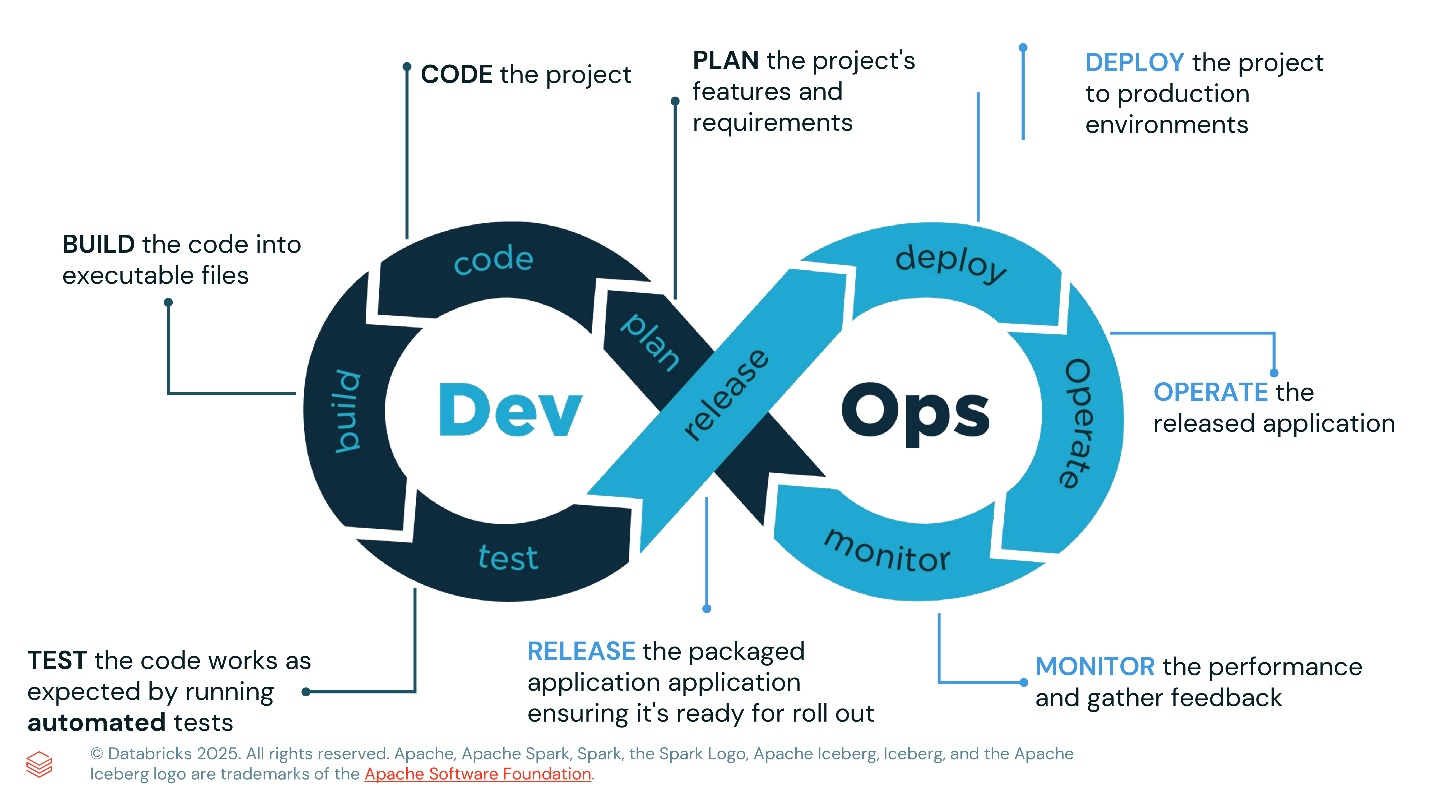 CODE the project
PLAN the project's
features and
requirements
DEPLOY the project
to production
environments
BUILD the code into
executable files
code
plan
deploy
release
build
Dev
Ops
Operate
OPERATE the
released application
test
monitor
TEST the code works as
expected by running
automated tests
RELEASE the packaged
application application
ensuring it's ready for roll out
MONITOR the performance
and gather feedback
© Databricks 2025. All rights reserved. Apache, Apache Spark, Spark, the Spark Logo, Apache Iceberg, Iceberg, and the Apache
Iceberg logo are trademarks of the Apache Software Foundation.